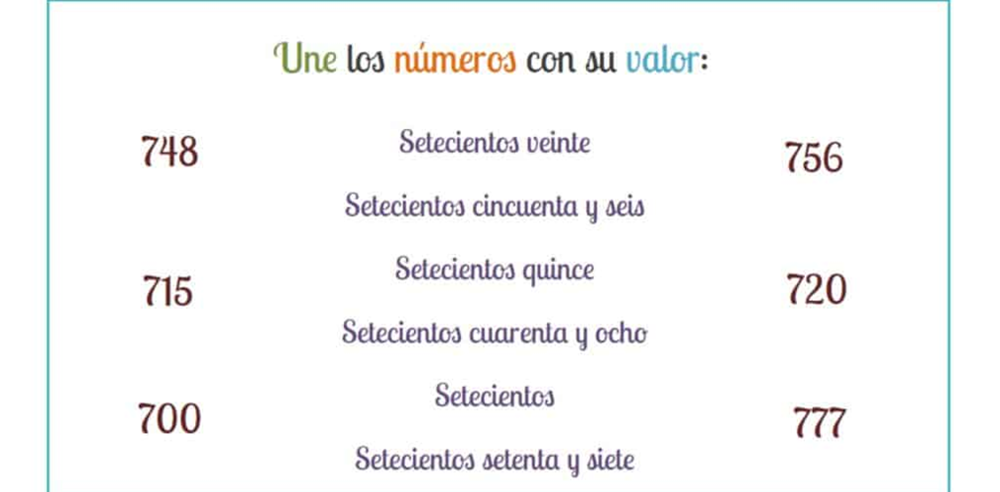 Une los números con su valor:
748
Setecientos veinte
756
Setecientos cincuenta y seis
715
Setecientos quince
720
Setecientos cuarenta y ocho
700
Setecientos
777
Setecientos setenta y siete